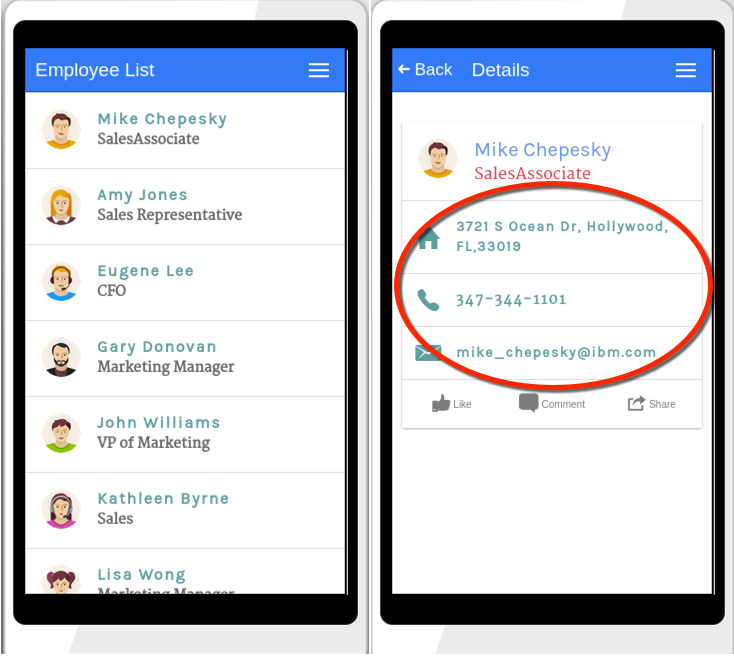 Employee List
Mike Chepesky
SalesAssociate
Amy Jones
Sales Representative
Eugene Lee
CFO
Gary Donovan
Marketing Manager
John Williams
VP of Marketing
Kathleen Byrne
Sales
Lisa Wong
Marketing Manager
Back Details
Mike Chepesky
SalesAssociate
3721 S Ocean Dr, Hollywood,
FL,33019
347-344-1101
mike_chepesky@ibm.com
Like Comment Share